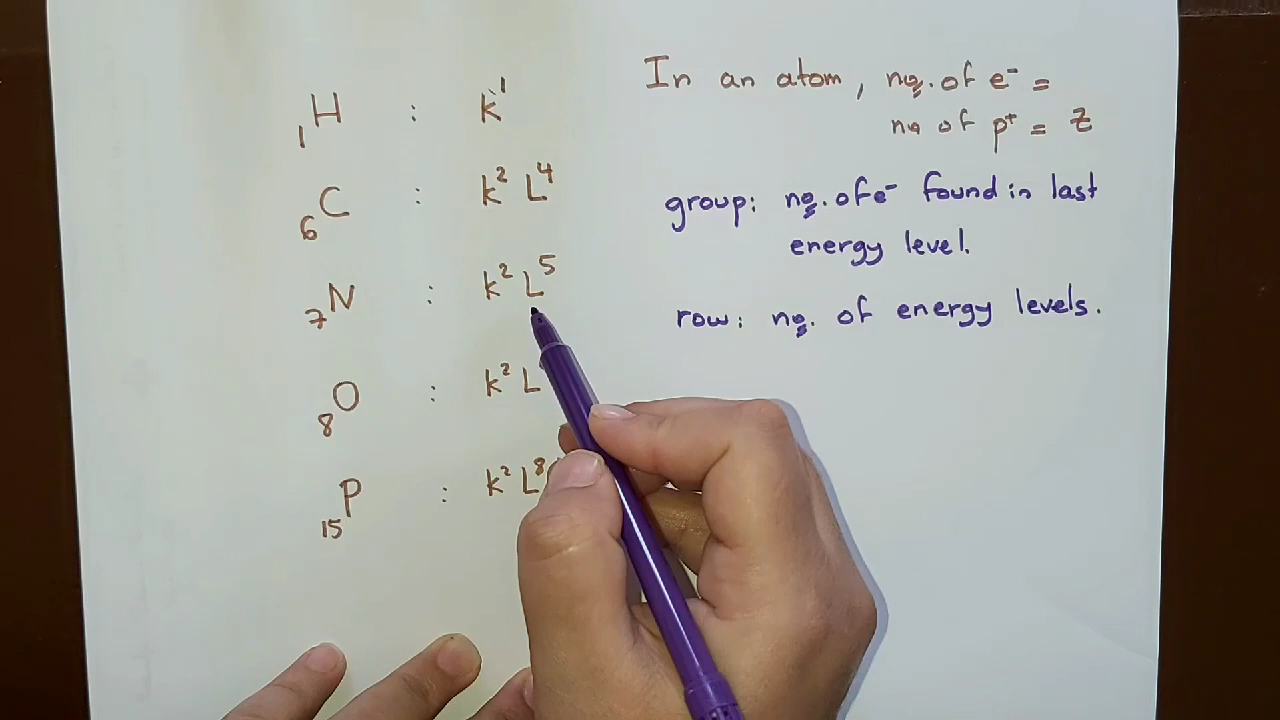 ₁H : k¹
₆C : k² L⁴
₇N : k² L⁵
₈O : k² L
₁₅P : k² L⁸
In an atom, no. of e⁻ =
no of p⁺ = Z
group: no. of e⁻ found in last
energy level.
row: no. of energy levels.